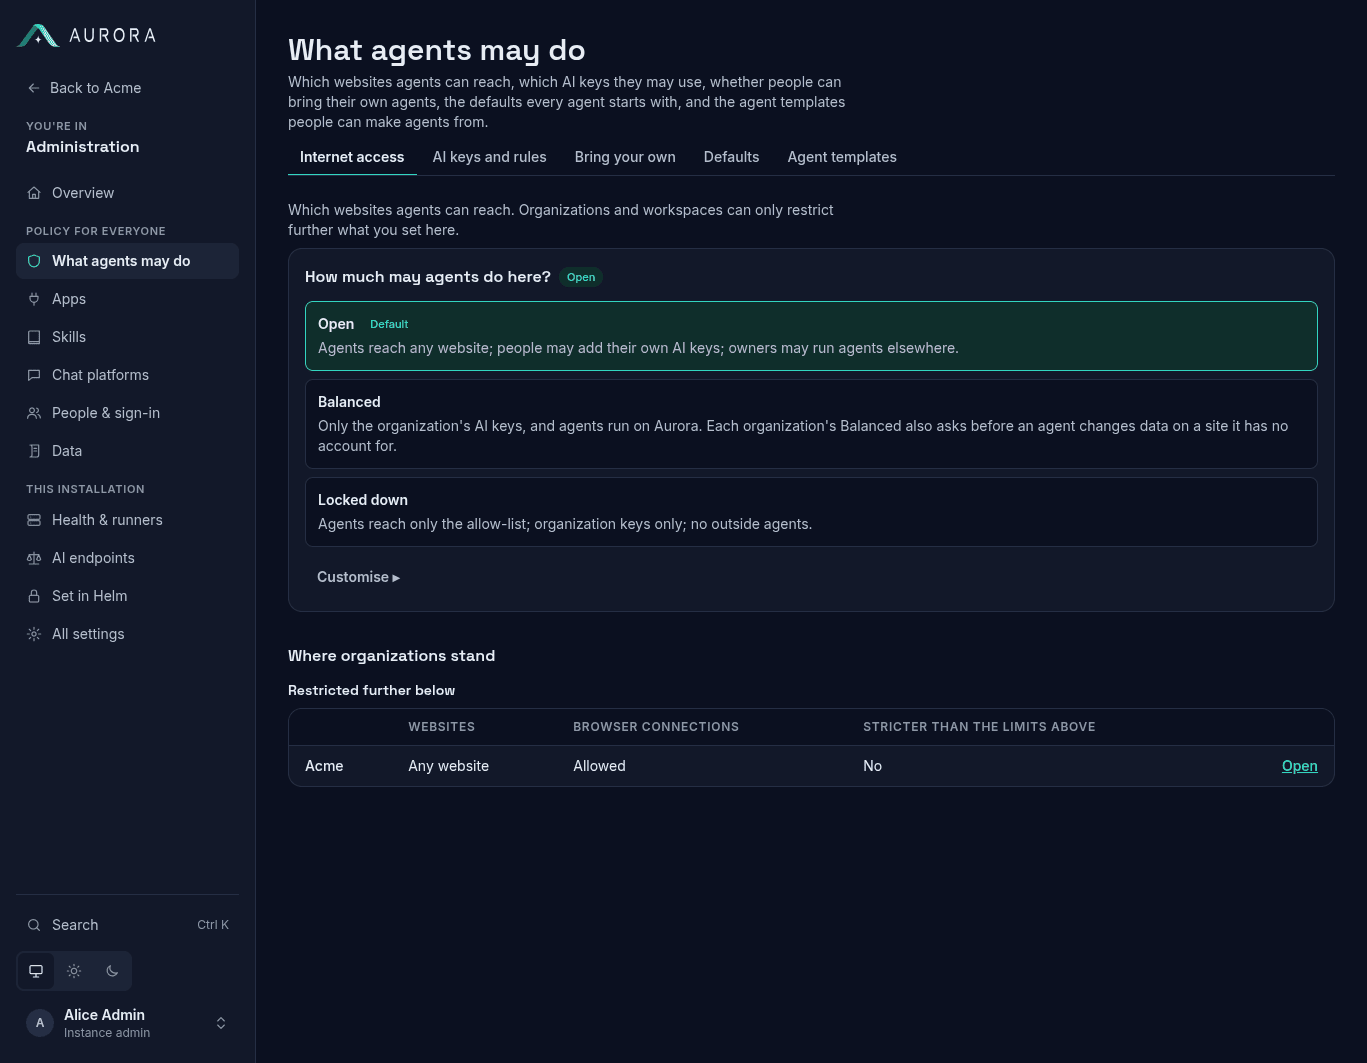 AURORA
Back to Acme
YOU'RE IN
Administration
Overview
POLICY FOR EVERYONE
What agents may do
Apps
Skills
Chat platforms
People & sign-in
Data
THIS INSTALLATION
Health & runners
AI endpoints
Set in Helm
All settings
Search Ctrl K
A
Alice Admin
Instance admin
What agents may do
Which websites agents can reach, which AI keys they may use, whether people can
bring their own agents, the defaults every agent starts with, and the agent templates
people can make agents from.
Internet access AI keys and rules Bring your own Defaults Agent templates
Which websites agents can reach. Organizations and workspaces can only restrict
further what you set here.
How much may agents do here? Open
Open Default
Agents reach any website; people may add their own AI keys; owners may run agents elsewhere.
Balanced
Only the organization's AI keys, and agents run on Aurora. Each organization's Balanced also asks before an agent changes data on a site it has no
account for.
Locked down
Agents reach only the allow-list; organization keys only; no outside agents.
Customise ▸
Where organizations stand
Restricted further below
WEBSITES BROWSER CONNECTIONS STRICTER THAN THE LIMITS ABOVE
Acme Any website Allowed No Open